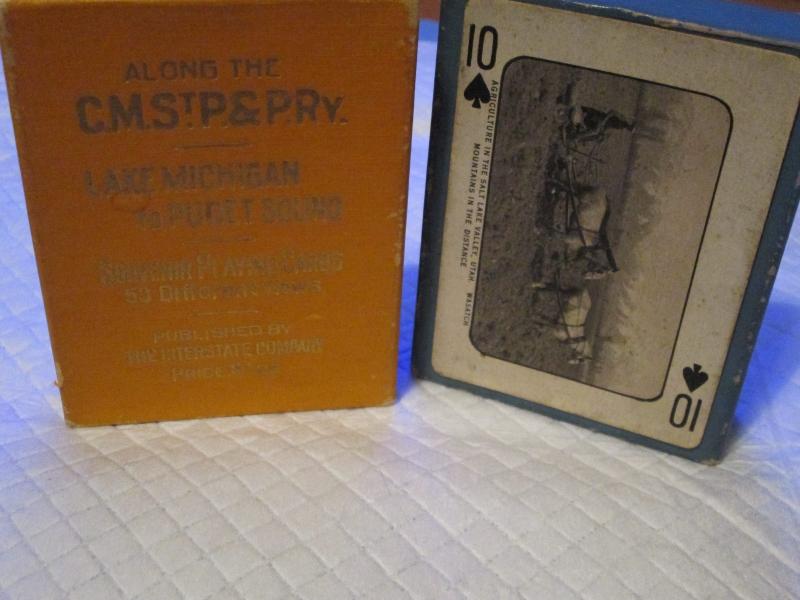 ALONG THE
C.M.ST.P.& P.RY.
LAKE MICHIGAN
TO PUGET SOUND
SOUVENIR PLAYING CARDS
53 DIFFERENT VIEWS
PUBLISHED BY
THE INTERSTATE COMPANY
PRICE
10
AGRICULTURE IN THE SALT LAKE VALLEY, UTAH. WASATCH
MOUNTAINS IN THE DISTANCE
10